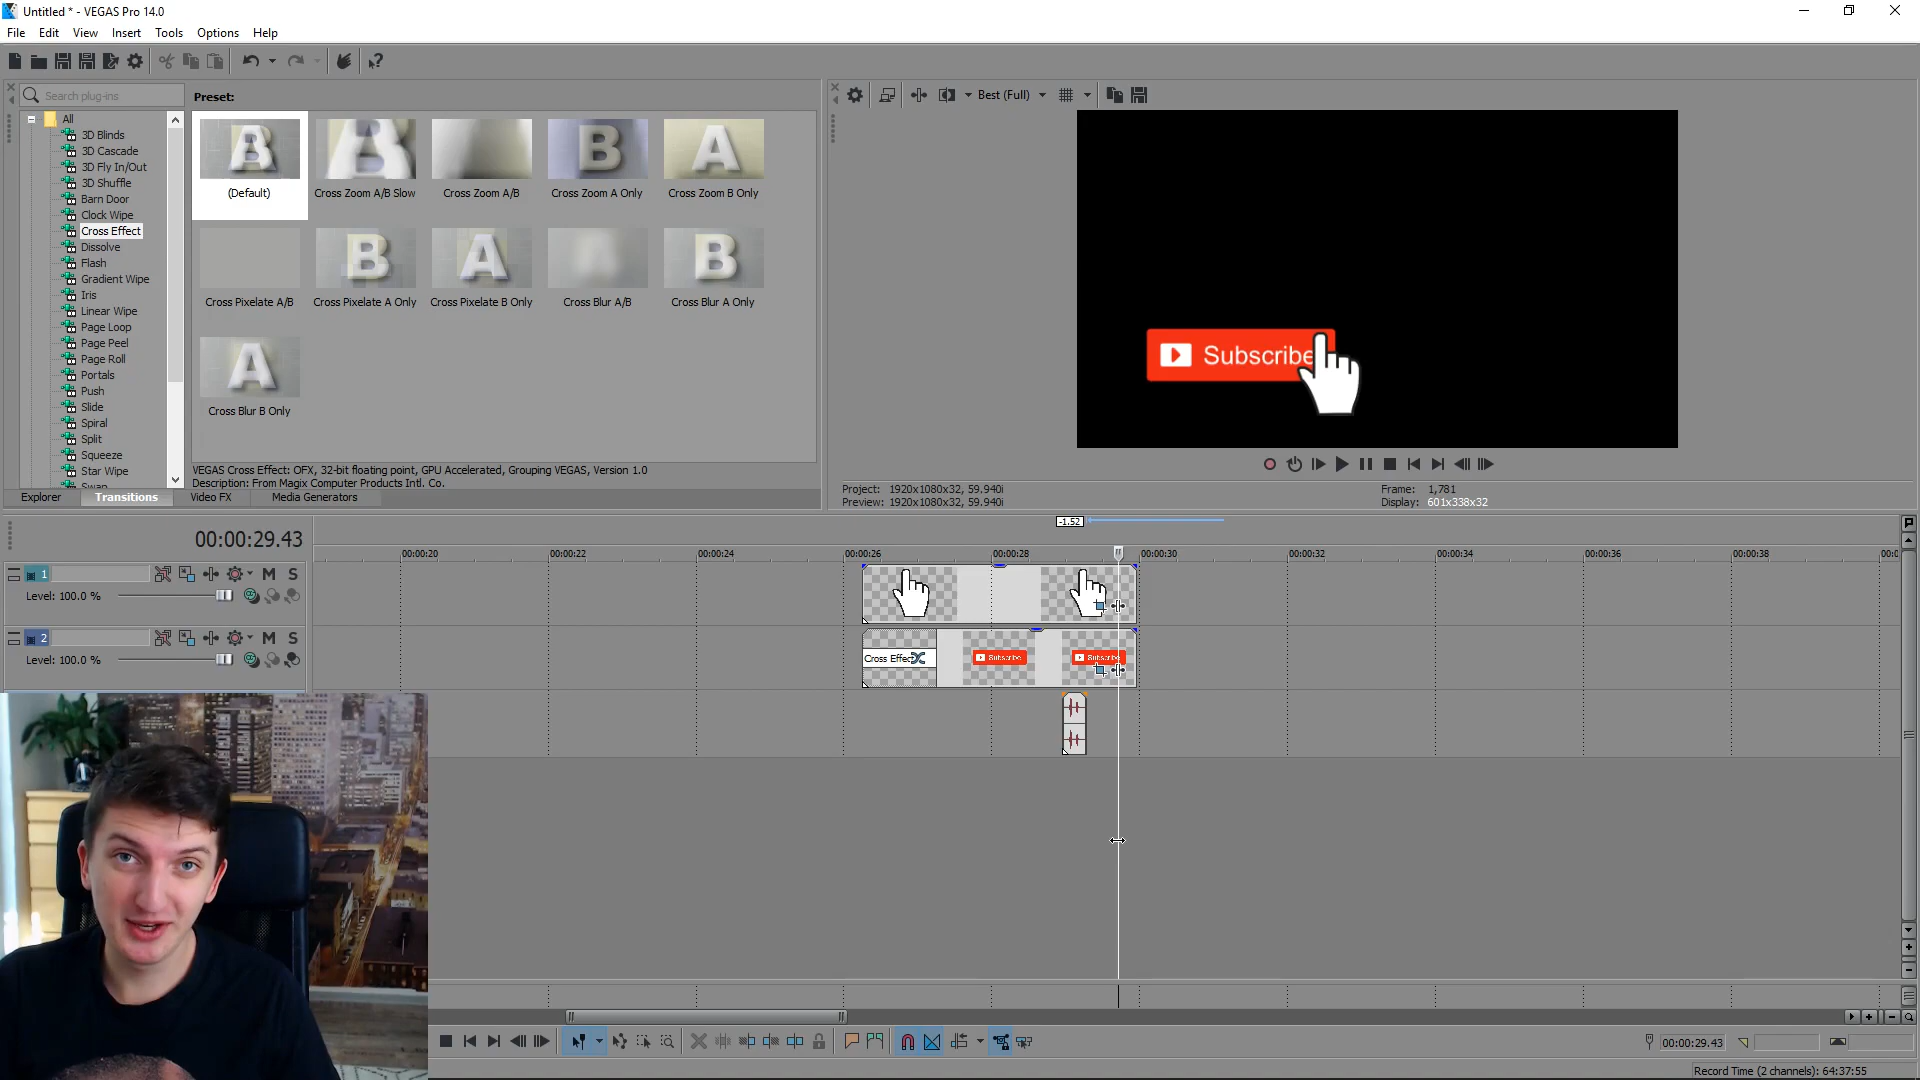 Untitled * - VEGAS Pro 14.0
File Edit View Insert Tools Options Help
Search plug-ins
All
3D Blinds
3D Cascade
3D Fly In/Out
3D Shuffle
Barn Door
Clock Wipe
Cross Effect
Dissolve
Flash
Gradient Wipe
Iris
Linear Wipe
Page Loop
Page Peel
Page Roll
Portals
Push
Slide
Spiral
Split
Squeeze
Star Wipe
Swap
Preset:
(Default) Cross Zoom A/B Slow Cross Zoom A/B Cross Zoom A Only Cross Zoom B Only
Cross Pixelate A/B Cross Pixelate A Only Cross Pixelate B Only Cross Blur A/B Cross Blur A Only
Cross Blur B Only
VEGAS Cross Effect: OFX, 32-bit floating point, GPU Accelerated, Grouping VEGAS, Version 1.0
Description: From Magix Computer Products Intl. Co.
Explorer Transitions Video FX Media Generators
Best (Full)
Subscribe
Project: 1920x1080x32, 59.940i
Preview: 1920x1080x32, 59.940i
Frame: 1,781
Display: 601x338x32
00:00:29.43
-1.52
00:00:20 00:00:22 00:00:24 00:00:26 00:00:28 00:00:30 00:00:32 00:00:34 00:00:36 00:00:38
1 M S
Level: 100.0 %
2 M S
Level: 100.0 %
Cross Effect
Subscribe
Subscribe
00:00:29.43
Record Time (2 channels): 64:37:55